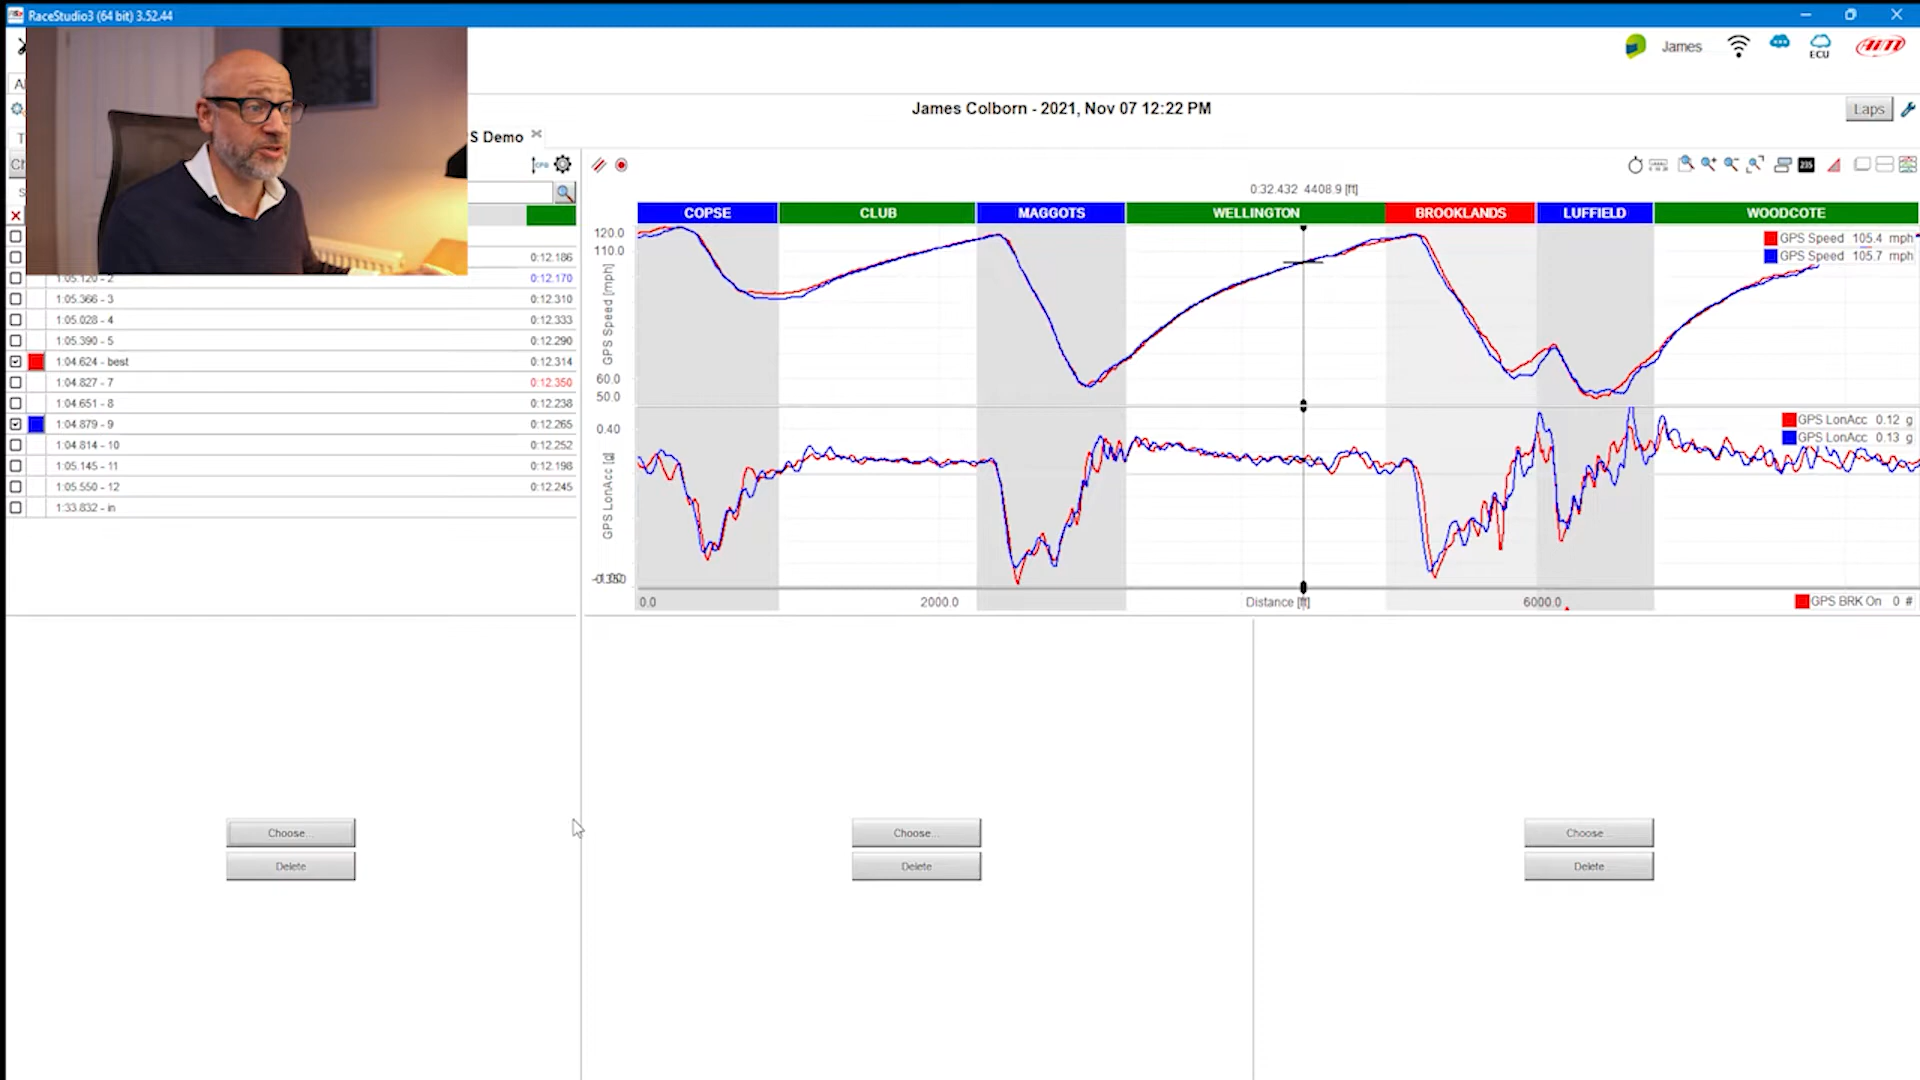 RaceStudio3 (64 bit) 3.52.44
James
ECU
AiM
James Colborn - 2021, Nov 07 12:22 PM
Laps
S Demo
0:32.432 4408.9 [ft]
COPSE CLUB MAGGOTS WELLINGTON BROOKLANDS LUFFIELD WOODCOTE
120.0
110.0
GPS Speed [mph]
60.0
50.0
GPS Speed 105.4 mph
GPS Speed 105.7 mph
0:12.186
1:05.120 - 2 0:12.170
1:05.366 - 3 0:12.310
1:05.028 - 4 0:12.333
1:05.390 - 5 0:12.290
1:04.624 - best 0:12.314
1:04.827 - 7 0:12.350
1:04.651 - 8 0:12.238
1:04.879 - 9 0:12.265
1:04.814 - 10 0:12.252
1:05.145 - 11 0:12.198
1:05.550 - 12 0:12.245
1:33.832 - in
0.40
GPS LonAcc [g]
GPS LonAcc 0.12 g
GPS LonAcc 0.13 g
0.0 2000.0 Distance [ft] 6000.0
GPS BRK On 0 #
Choose...
Delete
Choose...
Delete
Choose...
Delete